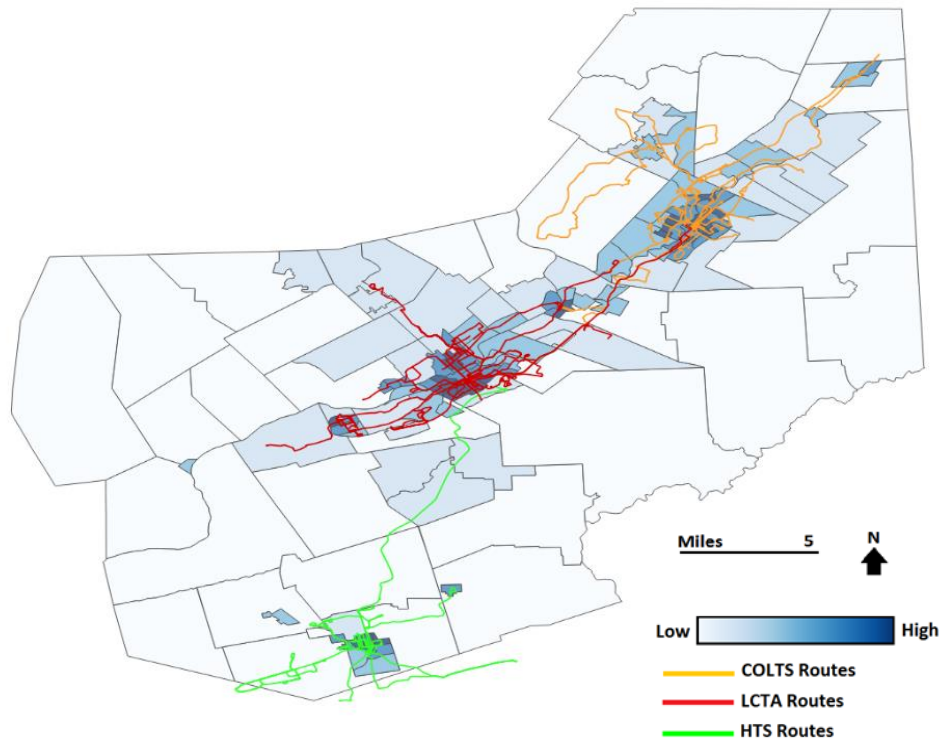 Miles 5 N
Low High
COLTS Routes
LCTA Routes
HTS Routes